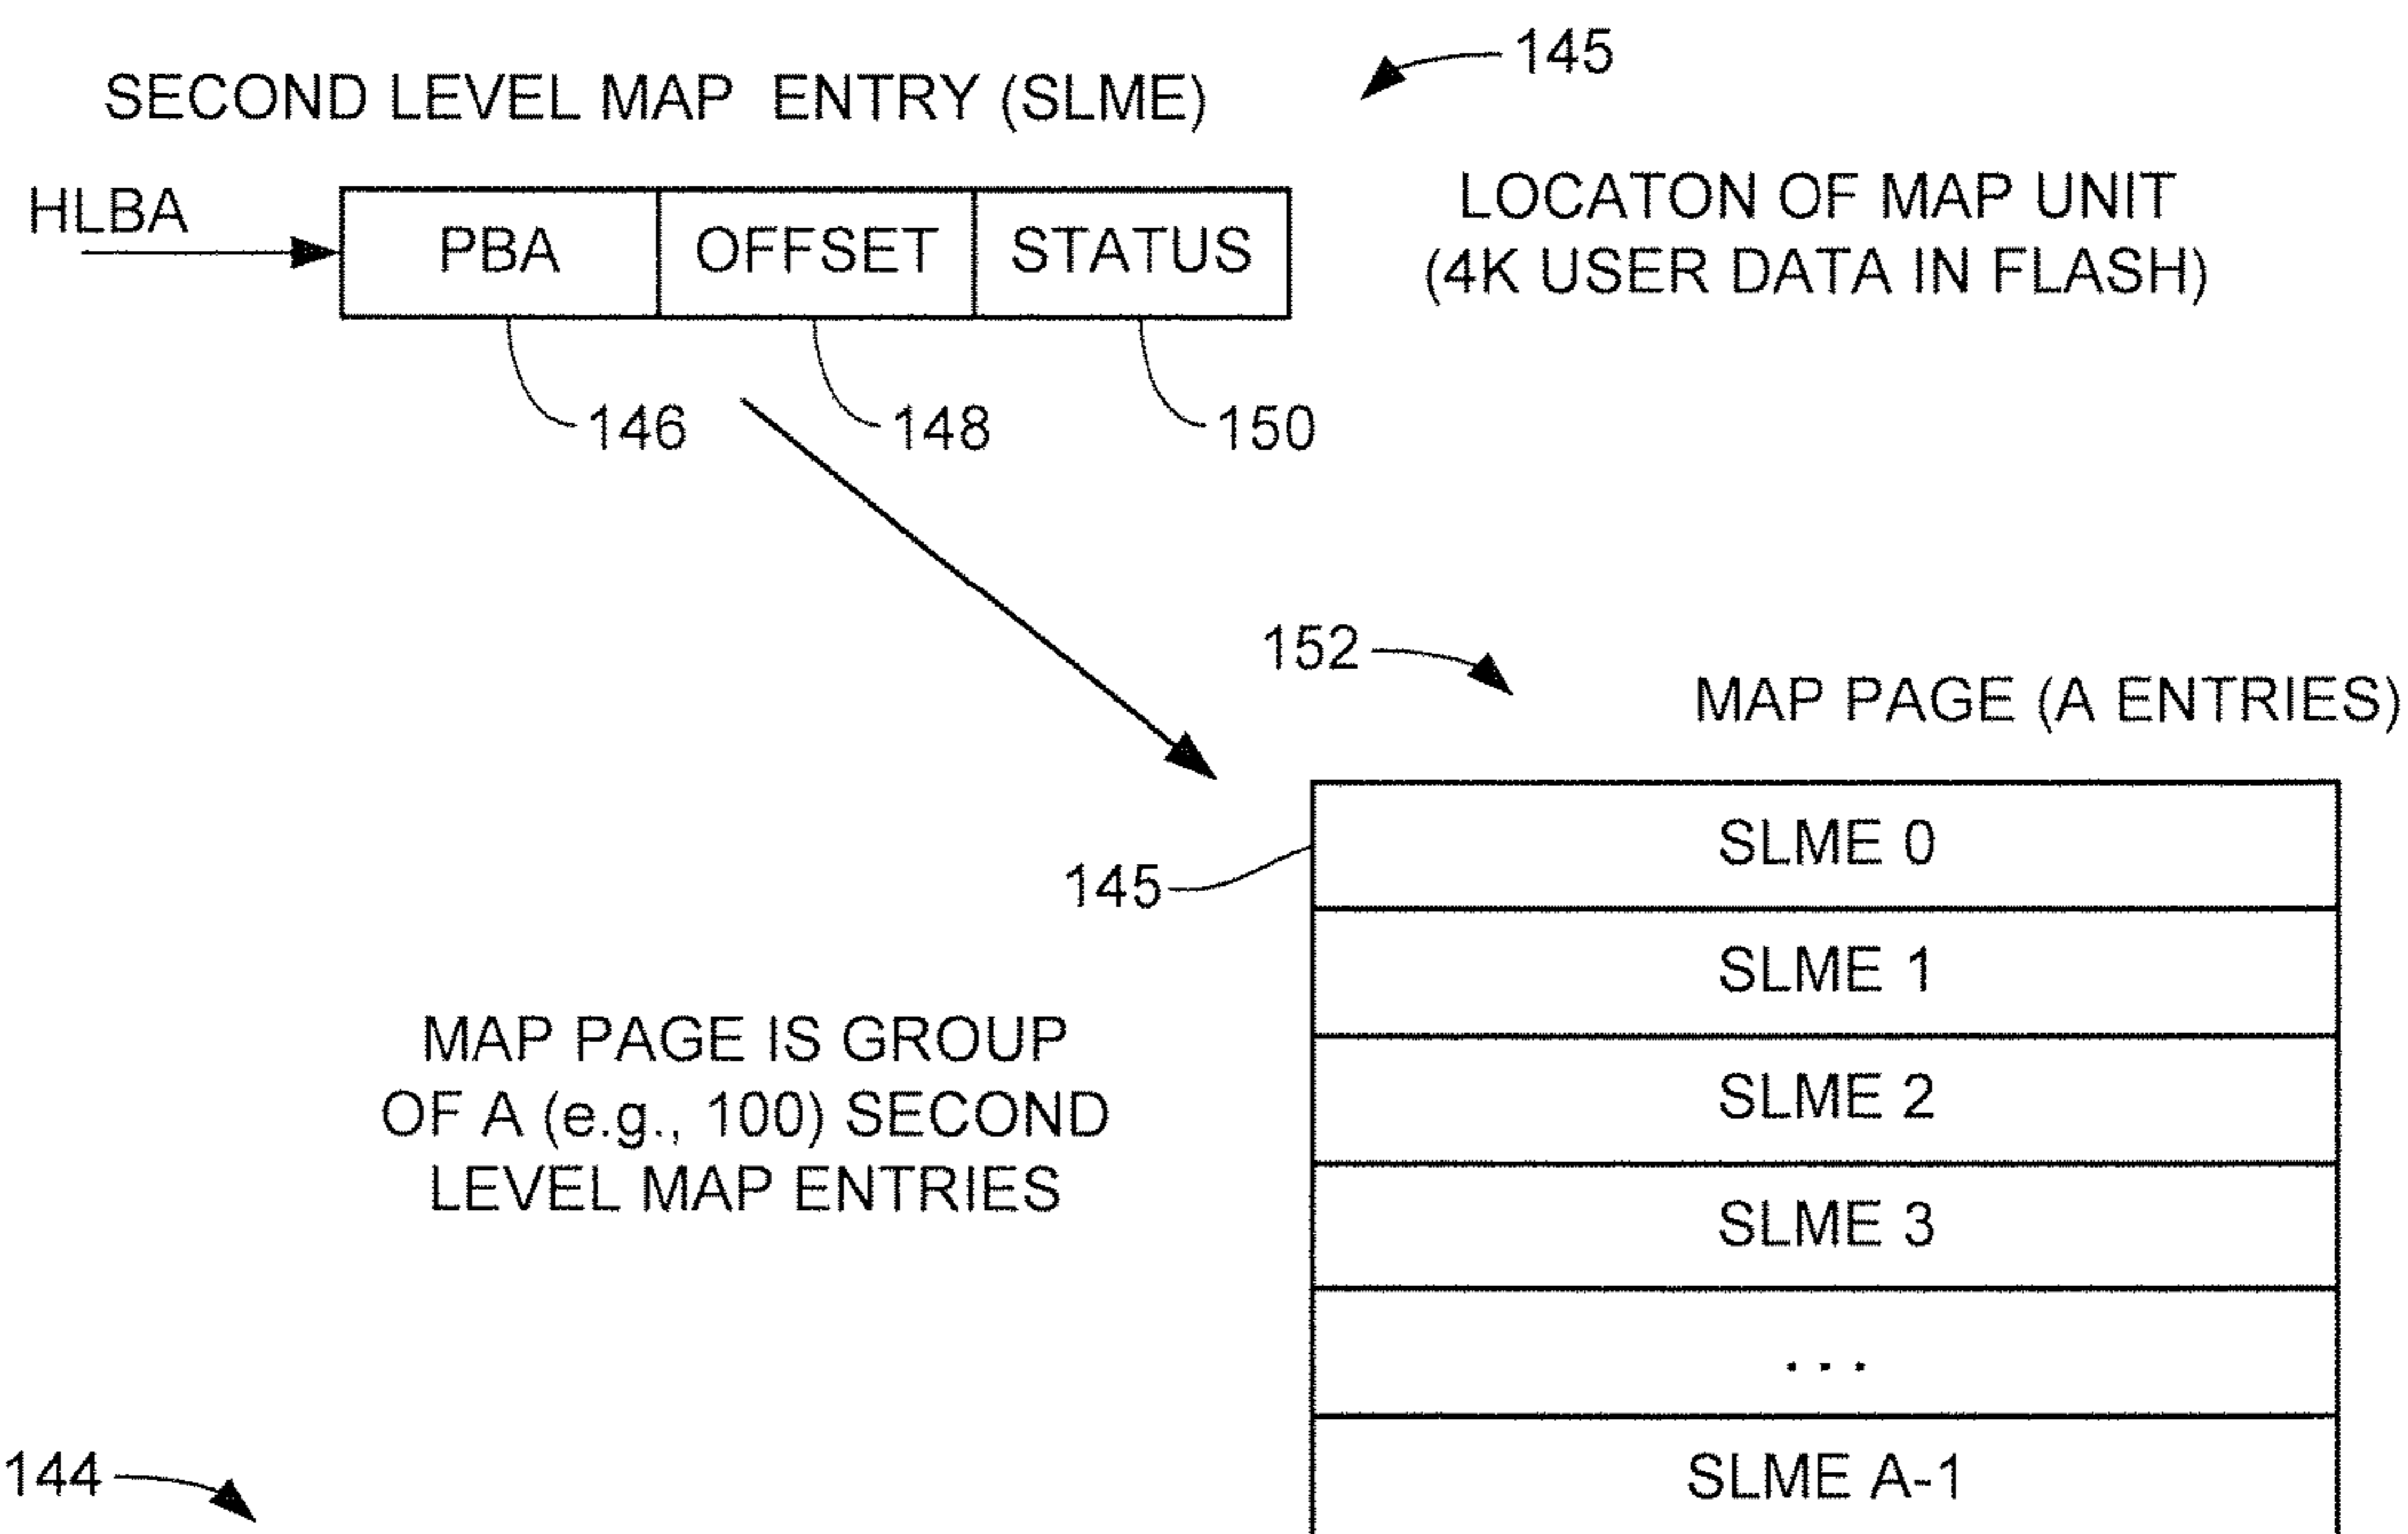 145
SECOND LEVEL MAP ENTRY (SLME)
HLBA
PBA OFFSET STATUS
LOCATON OF MAP UNIT
(4K USER DATA IN FLASH)
146 148 150
152
MAP PAGE (A ENTRIES)
SLME 0
145
SLME 1
SLME 2
SLME 3
. . .
SLME A-1
MAP PAGE IS GROUP
OF A (e.g., 100) SECOND
LEVEL MAP ENTRIES
144